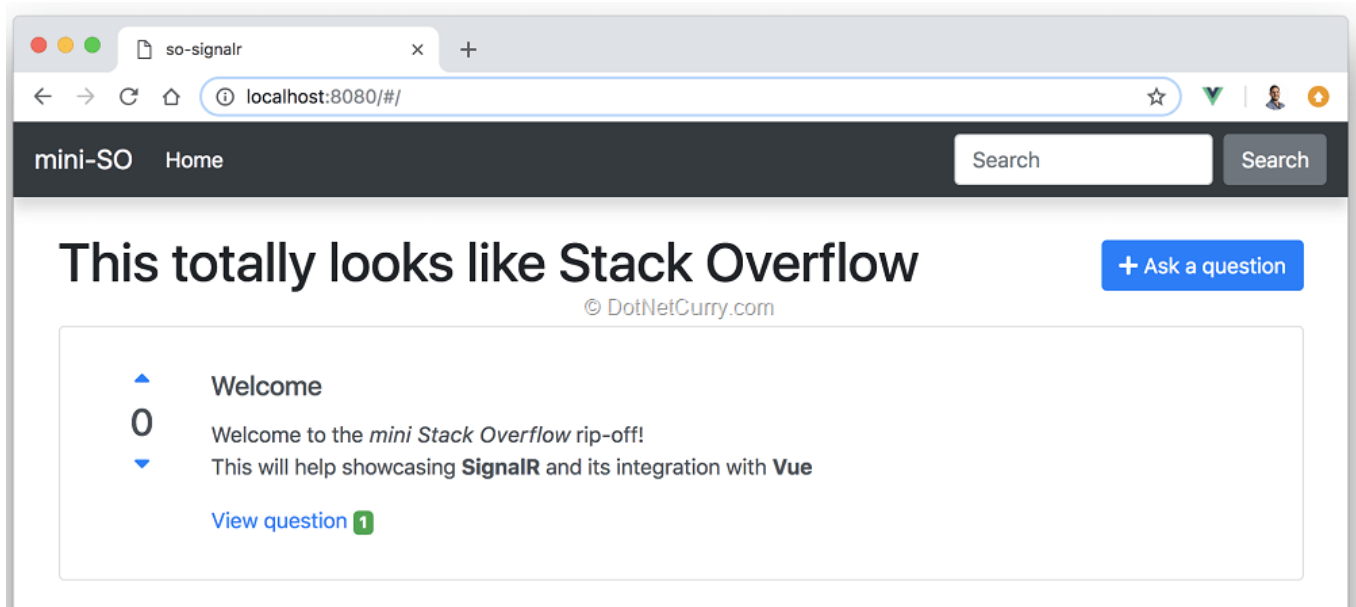 so-signalr
localhost:8080/#/
mini-SO Home Search Search
This totally looks like Stack Overflow
+ Ask a question
© DotNetCurry.com
Welcome
0
Welcome to the mini Stack Overflow rip-off!
This will help showcasing SignalR and its integration with Vue
View question 1